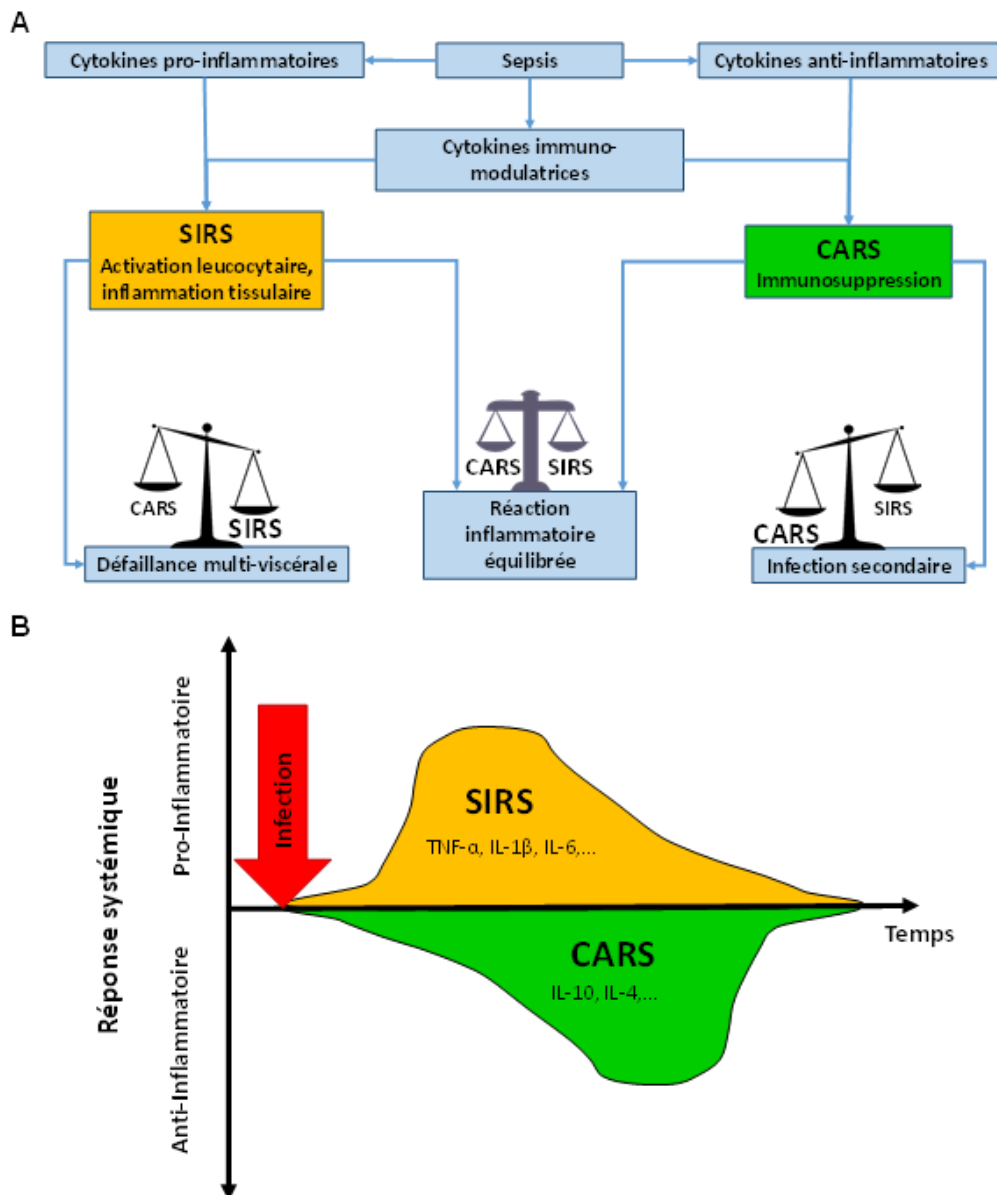 A
Cytokines pro-inflammatoires
Sepsis
Cytokines anti-inflammatoires
Cytokines immuno-
modulatrices
SIRS
Activation leucocytaire,
inflammation tissulaire
CARS
Immunosuppression
CARS
SIRS
CARS
SIRS
CARS
SIRS
Défaillance multi-viscérale
Réaction
inflammatoire
équilibrée
Infection secondaire
B
Réponse systémique
Pro-Inflammatoire
Anti-Inflammatoire
Infection
SIRS
TNF-α, IL-1β, IL-6,...
Temps
CARS
IL-10, IL-4,...